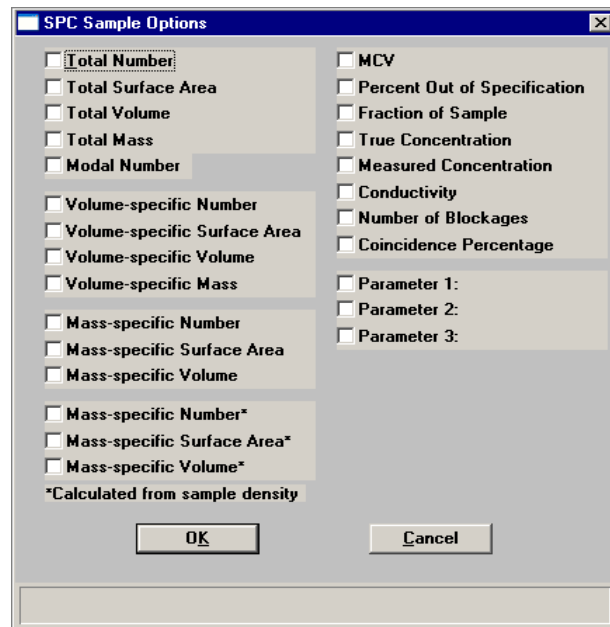 SPC Sample Options
Total Number
Total Surface Area
Total Volume
Total Mass
Modal Number
Volume-specific Number
Volume-specific Surface Area
Volume-specific Volume
Volume-specific Mass
Mass-specific Number
Mass-specific Surface Area
Mass-specific Volume
Mass-specific Number*
Mass-specific Surface Area*
Mass-specific Volume*
*Calculated from sample density
MCV
Percent Out of Specification
Fraction of Sample
True Concentration
Measured Concentration
Conductivity
Number of Blockages
Coincidence Percentage
Parameter 1:
Parameter 2:
Parameter 3:
OK
Cancel